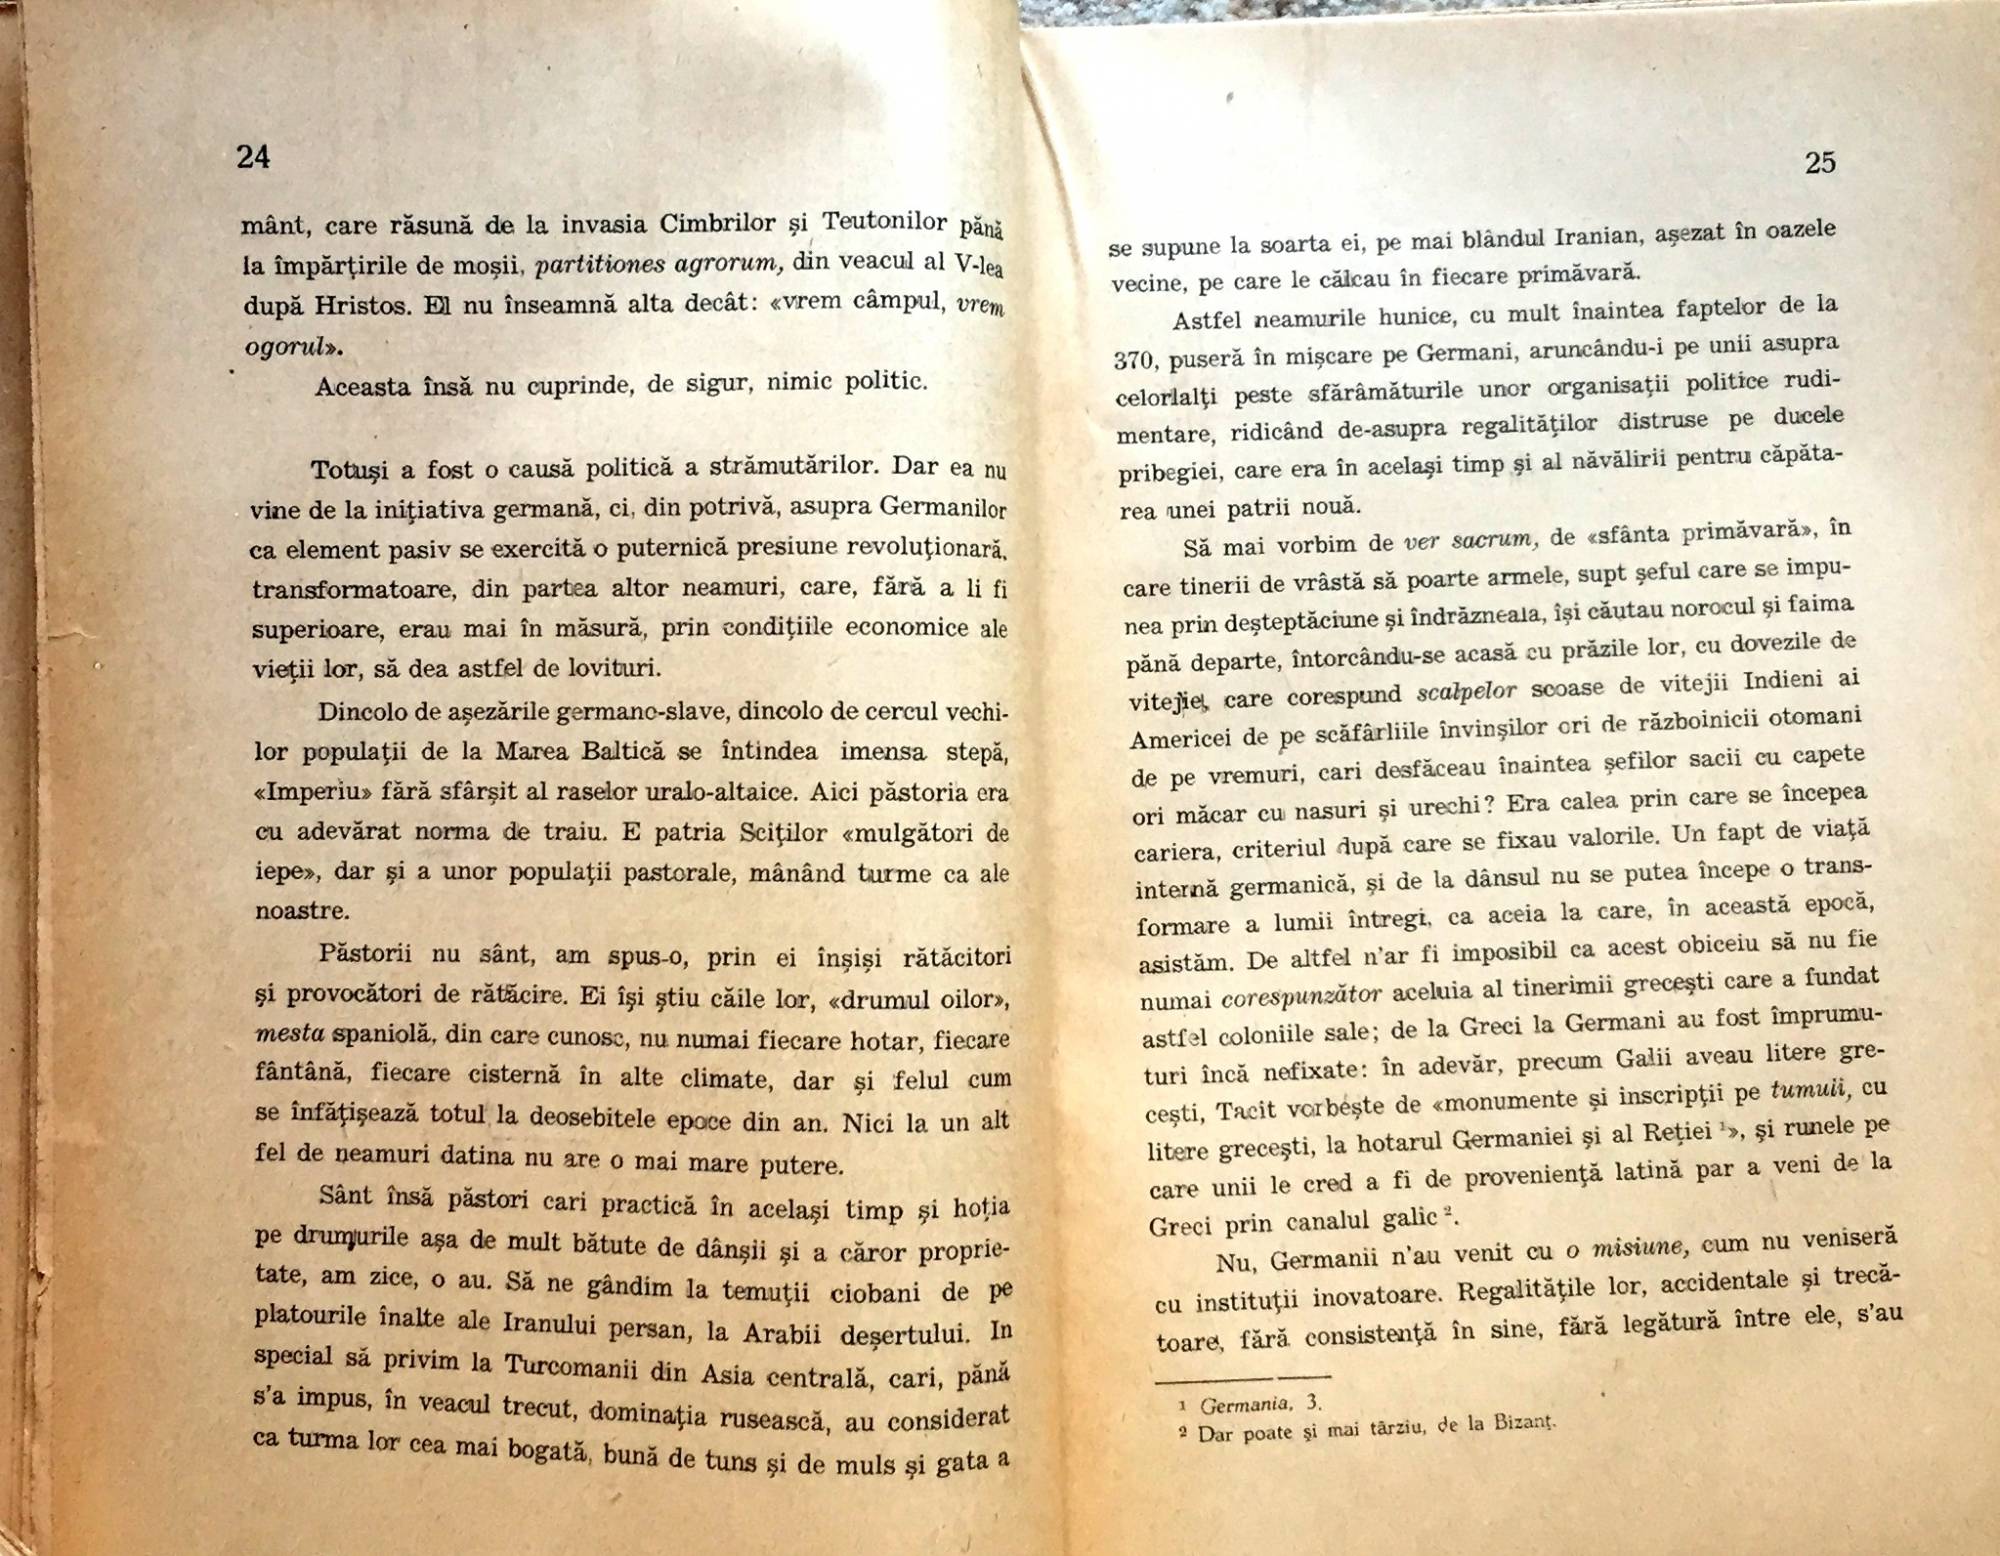 24
mânt, care răsună de la invasia Cimbrilor și Teutonilor pănă
la împărțirile de moșii, partitiones agrorum, din veacul al V-lea
după Hristos. El nu înseamnă alta decât: «vrem câmpul, vrem
ogorul».
Aceasta însă nu cuprinde, de sigur, nimic politic.
Totuși a fost o causă politică a strămutărilor. Dar ea nu
vine de la inițiativa germană, ci, din potrivă, asupra Germanilor
ca element pasiv se exercită o puternică presiune revoluționară,
transformatoare, din partea altor neamuri, care, fără a li fi
superioare, erau mai în măsură, prin condițiile economice ale
vieții lor, să dea astfel de lovituri.
Dincolo de așezările germano-slave, dincolo de cercul vechi-
lor populații de la Marea Baltică se întindea imensa stepă,
«Imperiu» fără sfârșit al raselor uralo-altaice. Aici păstoria era
cu adevărat norma de traiu. E patria Sciților «mulgători de
iepe», dar și a unor populații pastorale, mânând turme ca ale
noastre.
Păstorii nu sânt, am spus-o, prin ei înșiși rătăcitori
și provocători de rătăcire. Ei își știu căile lor, «drumul oilor»,
mesta spaniolă, din care cunosc, nu numai fiecare hotar, fiecare
fântână, fiecare cisternă în alte climate, dar și felul cum
se înfățișează totul la deosebitele epoce din an. Nici la un alt
fel de neamuri datina nu are o mai mare putere.
Sânt însă păstori cari practică în același timp și hoția
pe drumurile așa de mult bătute de dânșii și a căror proprie-
tate, am zice, o au. Să ne gândim la temuții ciobani de pe
platourile înalte ale Iranului persan, la Arabii deșertului. In
special să privim la Turcomanii din Asia centrală, cari, pănă
s'a impus, în veacul trecut, dominația rusească, au considerat
ca turma lor cea mai bogată, bună de tuns și de muls și gata a
25
se supune la soarta ei, pe mai blândul Iranian, așezat în oazele
vecine, pe care le călcau în fiecare primăvară.
Astfel neamurile hunice, cu mult înaintea faptelor de la
370, puseră în mișcare pe Germani, aruncându-i pe unii asupra
celorlalți peste sfărâmăturile unor organisații politice rudi-
mentare, ridicând de-asupra regalităților distruse pe ducele
pribegiei, care era în același timp și al năvălirii pentru căpăta-
rea unei patrii nouă.
Să mai vorbim de ver sacrum, de «sfânta primăvară», în
care tinerii de vrâstă să poarte armele, supt șeful care se impu-
nea prin deșteptăciune și îndrăzneala, își căutau norocul și faima
pănă departe, întorcându-se acasă cu prăzile lor, cu dovezile de
vitejie, care corespund scalpelor scoase de vitejii Indieni ai
Americei de pe scăfârliile învinșilor ori de războinicii otomani
de pe vremuri, cari desfăceau înaintea șefilor sacii cu capete
ori măcar cu nasuri și urechi? Era calea prin care se începea
cariera, criteriul după care se fixau valorile. Un fapt de viață
internă germanică, și de la dânsul nu se putea începe o trans-
formare a lumii întregi, ca aceia la care, în această epocă,
asistăm. De altfel n'ar fi imposibil ca acest obiceiu să nu fie
numai corespunzător aceluia al tinerimii grecești care a fundat
astfel coloniile sale; de la Greci la Germani au fost împrumu-
turi încă nefixate: în adevăr, precum Galii aveau litere gre-
cești, Tacit vorbește de «monumente și inscripții pe tumuli, cu
litere grecești, la hotarul Germaniei și al Reției ¹», și runele pe
care unii le cred a fi de proveniență latină par a veni de la
Greci prin canalul galic ².
Nu, Germanii n'au venit cu o misiune, cum nu veniseră
cu instituții inovatoare. Regalitățile lor, accidentale și trecă-
toare, fără consistență în sine, fără legătură între ele, s'au
¹ Germania, 3.
² Dar poate și mai târziu, de la Bizanț.